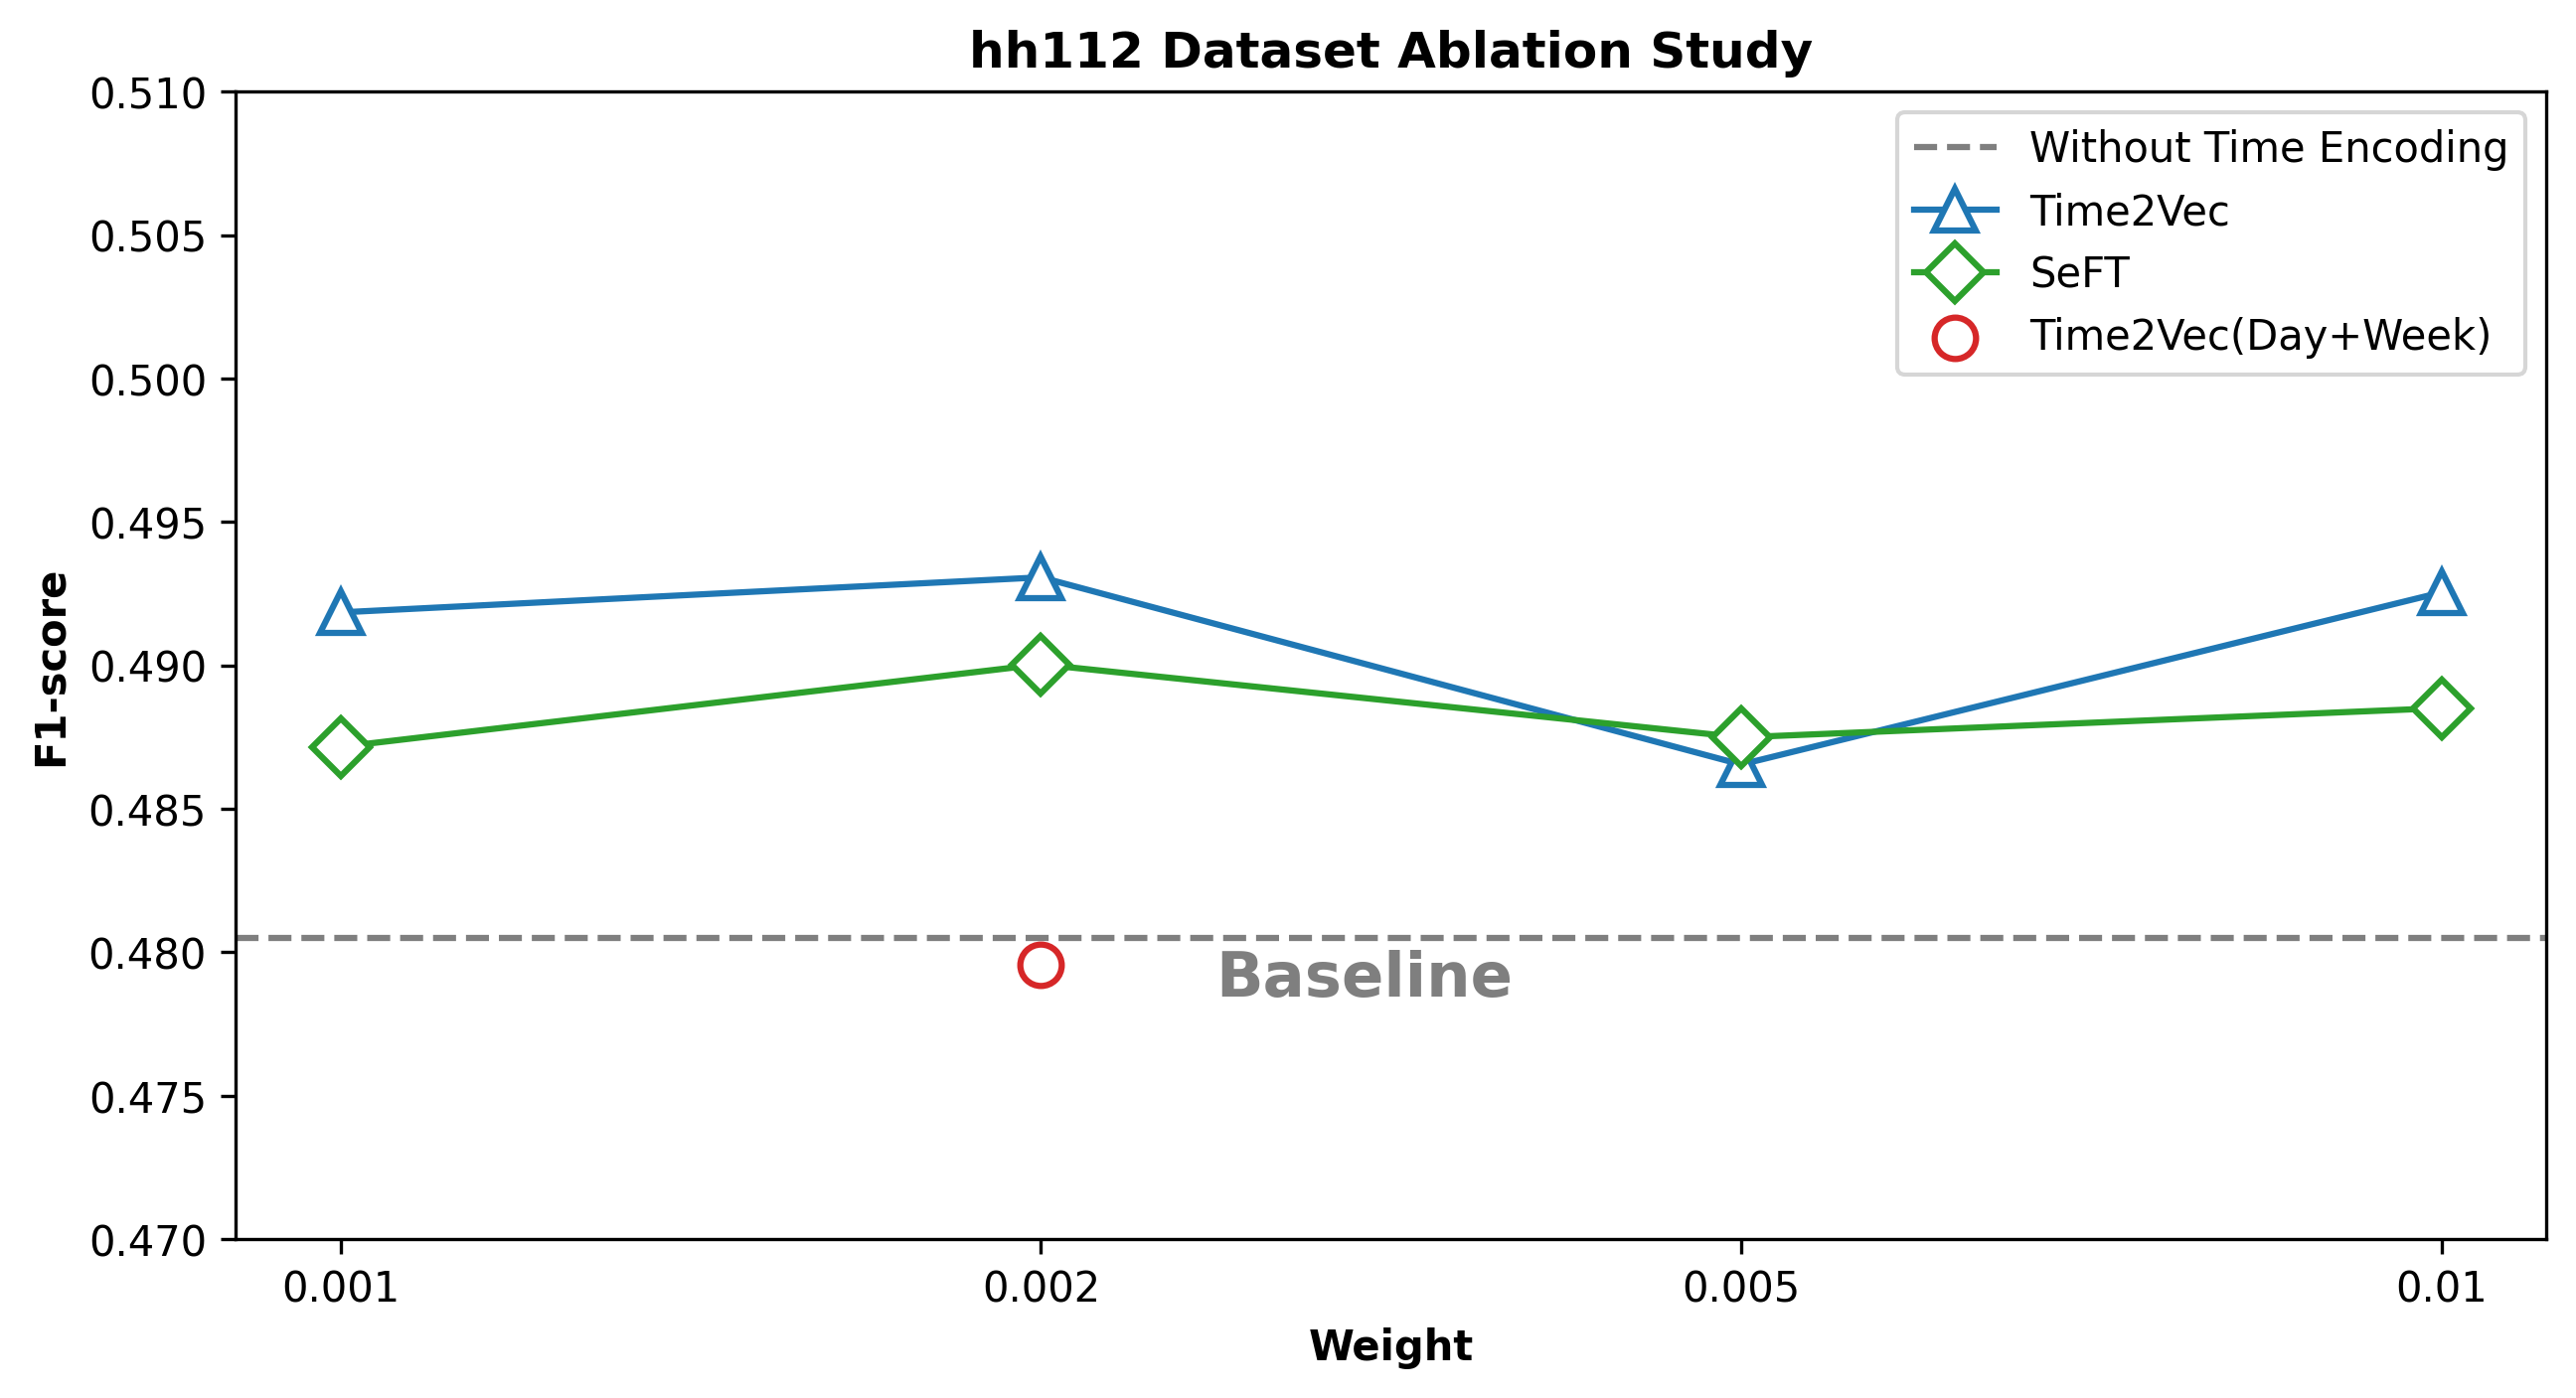 hh112 Dataset Ablation Study
0.510
0.505
0.500
0.495
0.490
0.485
0.480
0.475
0.470
F1-score
Without Time Encoding
Time2Vec
SeFT
Time2Vec(Day+Week)
Baseline
0.001 0.002 0.005 0.01
Weight